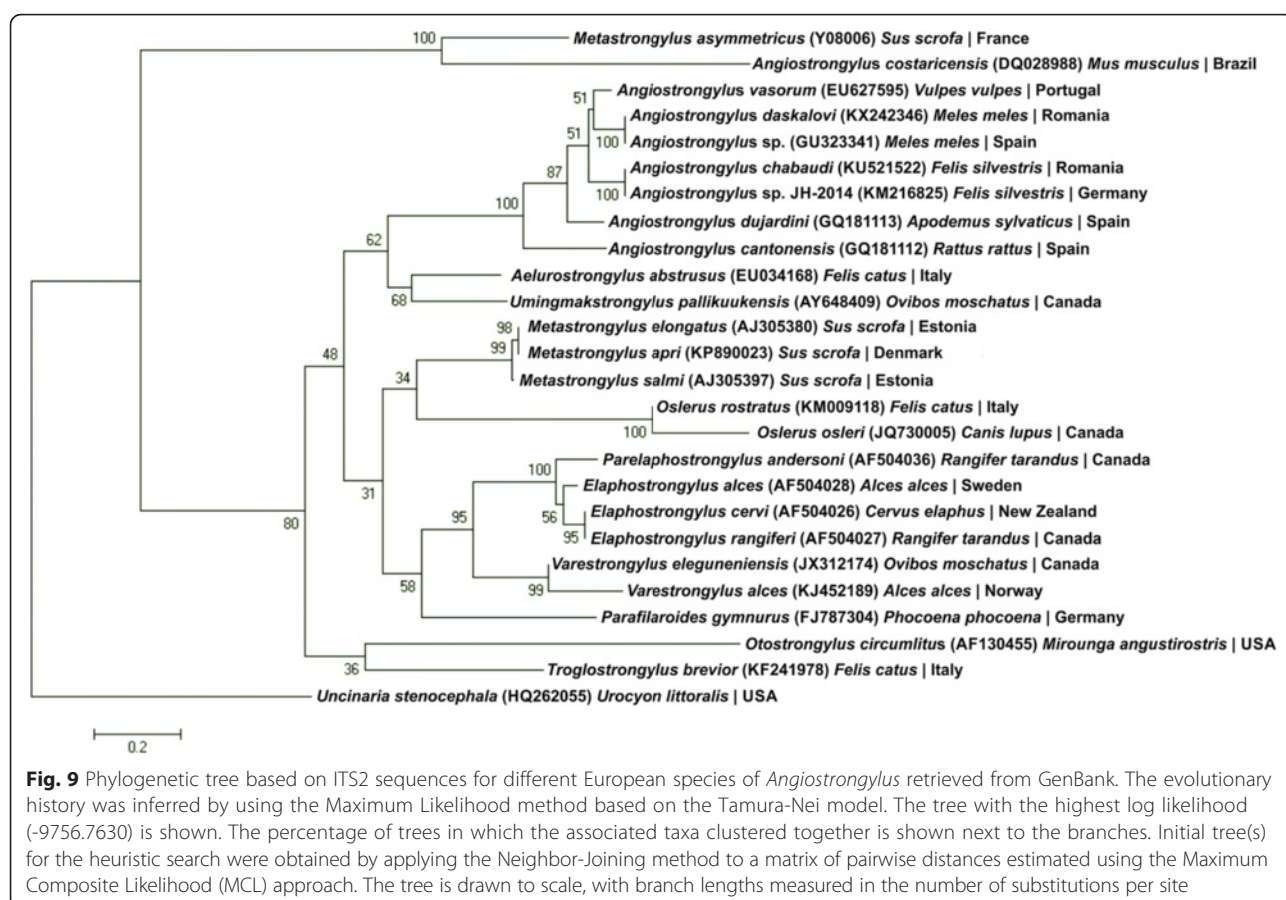 100
Metastrongylus asymmetricus (Y08006) Sus scrofa | France
Angiostrongylus costaricensis (DQ028988) Mus musculus | Brazil
Angiostrongylus vasorum (EU627595) Vulpes vulpes | Portugal
51
Angiostrongylus daskalovi (KX242346) Meles meles | Romania
51
100
Angiostrongylus sp. (GU323341) Meles meles | Spain
Angiostrongylus chabaudi (KU521522) Felis silvestris | Romania
87
100
Angiostrongylus sp. JH-2014 (KM216825) Felis silvestris | Germany
100
Angiostrongylus dujardini (GQ181113) Apodemus sylvaticus | Spain
62
Angiostrongylus cantonensis (GQ181112) Rattus rattus | Spain
Aelurostrongylus abstrusus (EU034168) Felis catus | Italy
68
Umingmakstrongylus pallikuukensis (AY648409) Ovibos moschatus | Canada
98
Metastrongylus elongatus (AJ305380) Sus scrofa | Estonia
48
99
Metastrongylus apri (KP890023) Sus scrofa | Denmark
34
Metastrongylus salmi (AJ305397) Sus scrofa | Estonia
Oslerus rostratus (KM009118) Felis catus | Italy
100
Oslerus osleri (JQ730005) Canis lupus | Canada
100
Parelaphostrongylus andersoni (AF504036) Rangifer tarandus | Canada
31
Elaphostrongylus alces (AF504028) Alces alces | Sweden
80
95
56
Elaphostrongylus cervi (AF504026) Cervus elaphus | New Zealand
95
Elaphostrongylus rangiferi (AF504027) Rangifer tarandus | Canada
Varestrongylus eleguneniensis (JX312174) Ovibos moschatus | Canada
58
99
Varestrongylus alces (KJ452189) Alces alces | Norway
Parafilaroides gymnurus (FJ787304) Phocoena phocoena | Germany
Otostrongylus circumlitus (AF130455) Mirounga angustirostris | USA
36
Troglostrongylus brevior (KF241978) Felis catus | Italy
Uncinaria stenocephala (HQ262055) Urocyon littoralis | USA
0.2
Fig. 9 Phylogenetic tree based on ITS2 sequences for different European species of Angiostrongylus retrieved from GenBank. The evolutionary
history was inferred by using the Maximum Likelihood method based on the Tamura-Nei model. The tree with the highest log likelihood
(-9756.7630) is shown. The percentage of trees in which the associated taxa clustered together is shown next to the branches. Initial tree(s)
for the heuristic search were obtained by applying the Neighbor-Joining method to a matrix of pairwise distances estimated using the Maximum
Composite Likelihood (MCL) approach. The tree is drawn to scale, with branch lengths measured in the number of substitutions per site